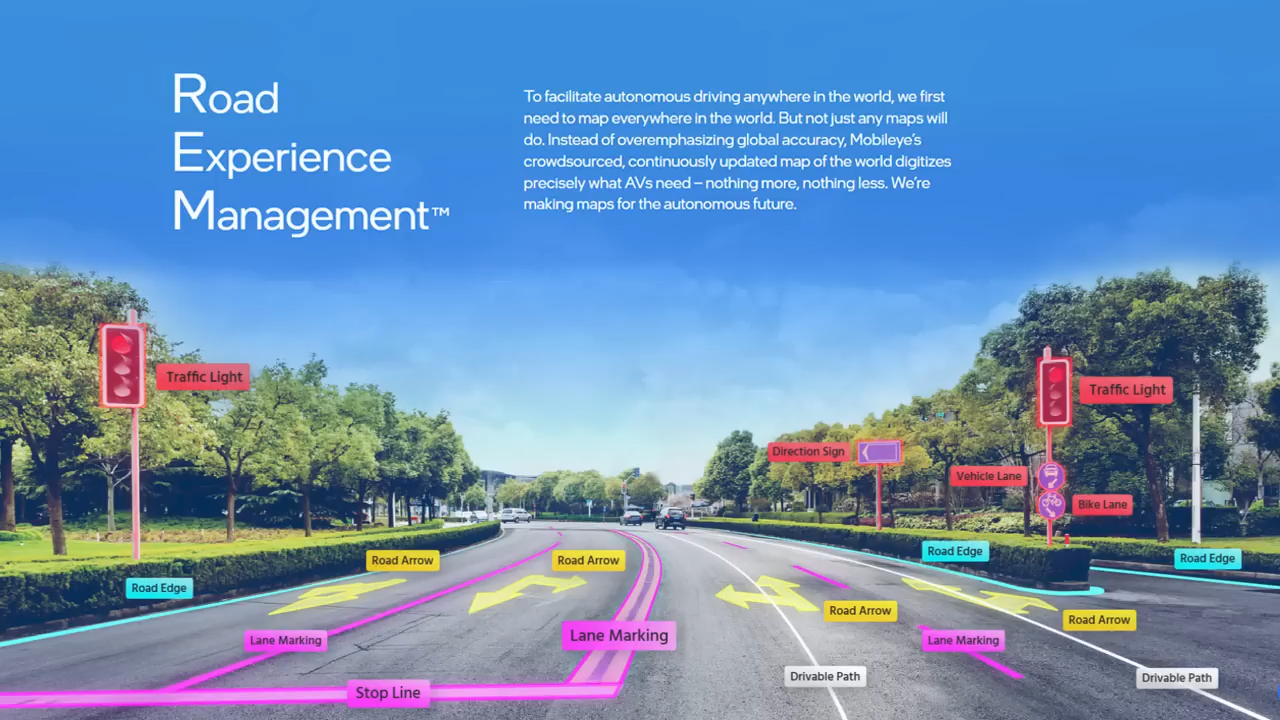 Road
Experience
Management™
To facilitate autonomous driving anywhere in the world, we first
need to map everywhere in the world. But not just any maps will
do. Instead of overemphasizing global accuracy, Mobileye's
crowdsourced, continuously updated map of the world digitizes
precisely what AVs need – nothing more, nothing less. We're
making maps for the autonomous future.
Traffic Light
Traffic Light
Direction Sign
Vehicle Lane
Bike Lane
Road Edge
Road Edge
Road Arrow
Road Arrow
Road Edge
Road Arrow
Road Arrow
Lane Marking
Lane Marking
Lane Marking
Drivable Path
Drivable Path
Stop Line